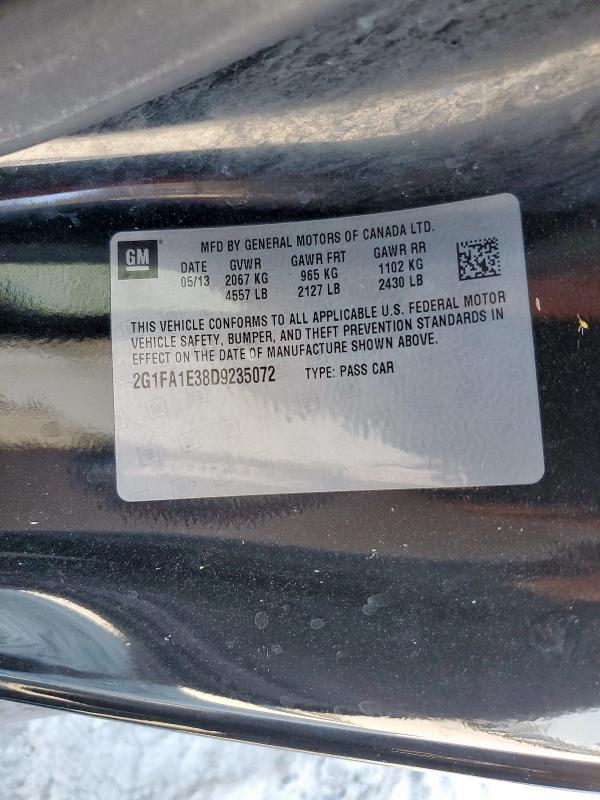 GM
MFD BY GENERAL MOTORS OF CANADA LTD.
DATE GVWR GAWR FRT GAWR RR
05/13 2067 KG 965 KG 1102 KG
4557 LB 2127 LB 2430 LB
THIS VEHICLE CONFORMS TO ALL APPLICABLE U.S. FEDERAL MOTOR
VEHICLE SAFETY, BUMPER, AND THEFT PREVENTION STANDARDS IN
EFFECT ON THE DATE OF MANUFACTURE SHOWN ABOVE.
2G1FA1E38D9235072 TYPE: PASS CAR